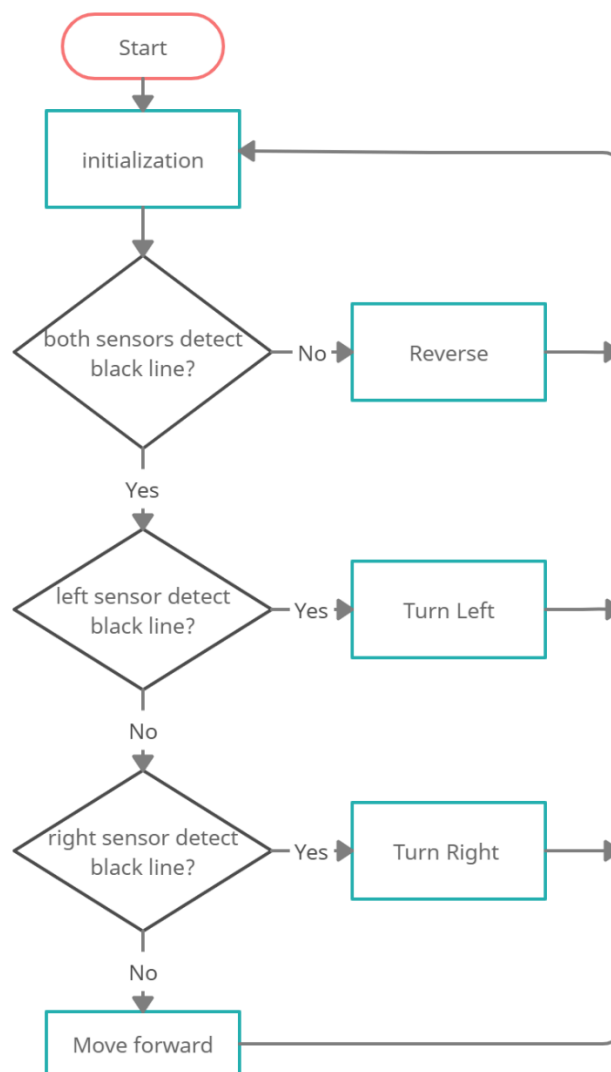 Start
initialization
both sensors detect
black line?
No
Reverse
Yes
left sensor detect
black line?
Yes
Turn Left
No
right sensor detect
black line?
Yes
Turn Right
No
Move forward